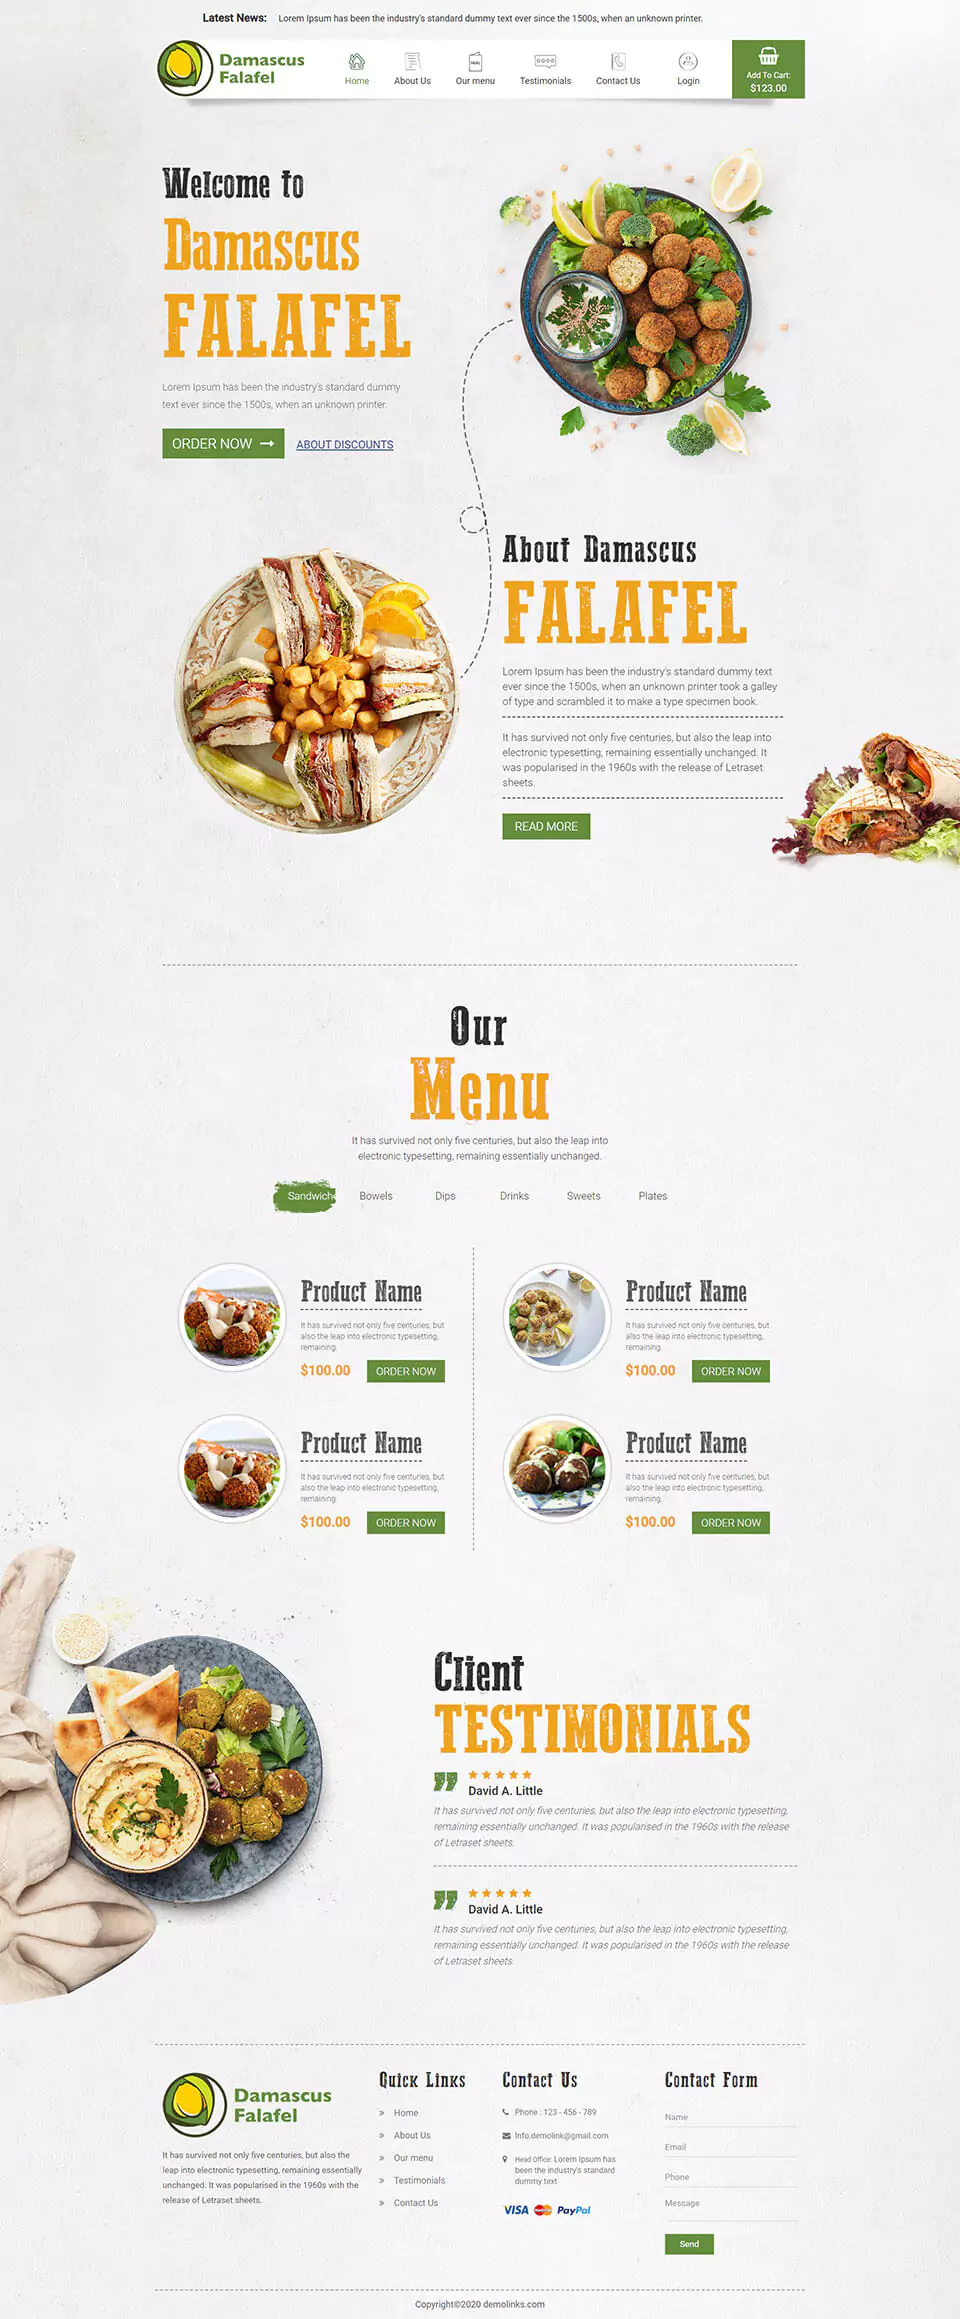 Latest News: Lorem Ipsum has been the industry's standard dummy text ever since the 1500s, when an unknown printer.
Damascus
Falafel
Home
About Us
MENU
Our menu
Testimonials
Contact Us
Login
Add To Cart:
$123.00
Welcome to
Damascus
FALAFEL
Lorem Ipsum has been the industry's standard dummy
text ever since the 1500s, when an unknown printer.
ORDER NOW
ABOUT DISCOUNTS
About Damascus
FALAFEL
Lorem Ipsum has been the industry's standard dummy text
ever since the 1500s, when an unknown printer took a galley
of type and scrambled it to make a type specimen book.
It has survived not only five centuries, but also the leap into
electronic typesetting, remaining essentially unchanged. It
was popularised in the 1960s with the release of Letraset
sheets.
READ MORE
Our
Menu
It has survived not only five centuries, but also the leap into
electronic typesetting, remaining essentially unchanged.
Sandwiche
Bowels
Dips
Drinks
Sweets
Plates
Product Name
It has survived not only five centuries, but
also the leap into electronic typesetting,
remaining.
$100.00
ORDER NOW
Product Name
It has survived not only five centuries, but
also the leap into electronic typesetting,
remaining.
$100.00
ORDER NOW
Product Name
It has survived not only five centuries, but
also the leap into electronic typesetting,
remaining.
$100.00
ORDER NOW
Product Name
It has survived not only five centuries, but
also the leap into electronic typesetting,
remaining.
$100.00
ORDER NOW
Client
TESTIMONIALS
David A. Little
It has survived not only five centuries, but also the leap into electronic typesetting,
remaining essentially unchanged. It was popularised in the 1960s with the release
of Letraset sheets.
David A. Little
It has survived not only five centuries, but also the leap into electronic typesetting,
remaining essentially unchanged. It was popularised in the 1960s with the release
of Letraset sheets.
Damascus
Falafel
It has survived not only five centuries, but also the
leap into electronic typesetting, remaining essentially
unchanged. It was popularised in the 1960s with the
release of Letraset sheets.
Quick Links
Home
About Us
Our menu
Testimonials
Contact Us
Contact Us
Phone : 123 - 456 - 789
Info.demolink@gmail.com
Head Office: Lorem Ipsum has
been the industry's standard
dummy text
VISA MasterCard PayPal
Contact Form
Name
Email
Phone
Message
Send
Copyright©2020 demolinks.com